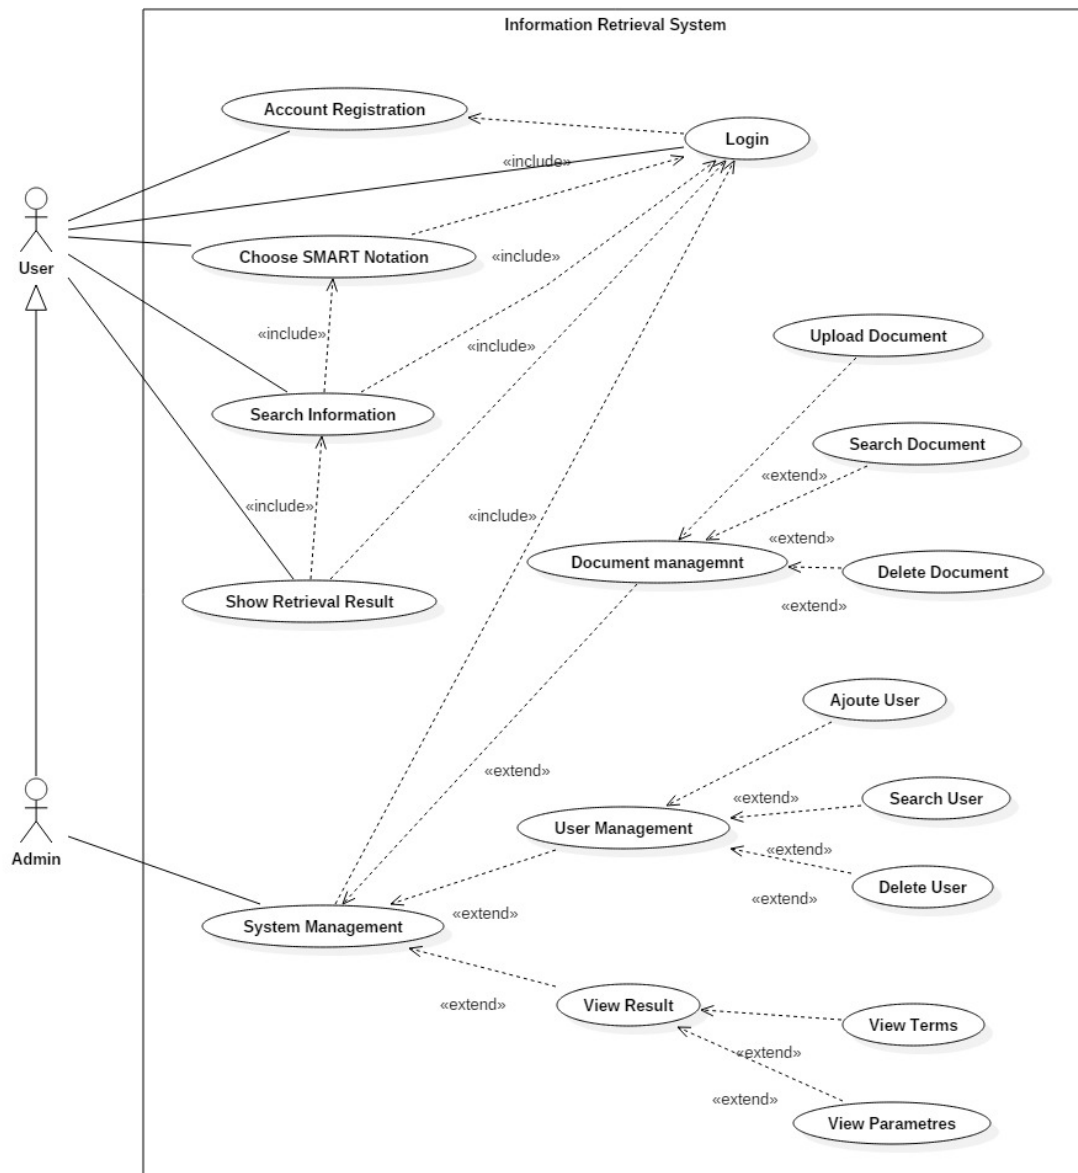 Information Retrieval System
Account Registration
Login
«include»
User
Choose SMART Notation
«include»
«include»
Upload Document
«include»
Search Information
Search Document
«extend»
«include»
«include»
«extend»
Document managemnt
Delete Document
«extend»
Show Retrieval Result
Ajoute User
«extend»
«extend»
Search User
User Management
«extend»
Admin
Delete User
«extend»
«extend»
System Management
«extend»
View Result
View Terms
«extend»
«extend»
View Parametres